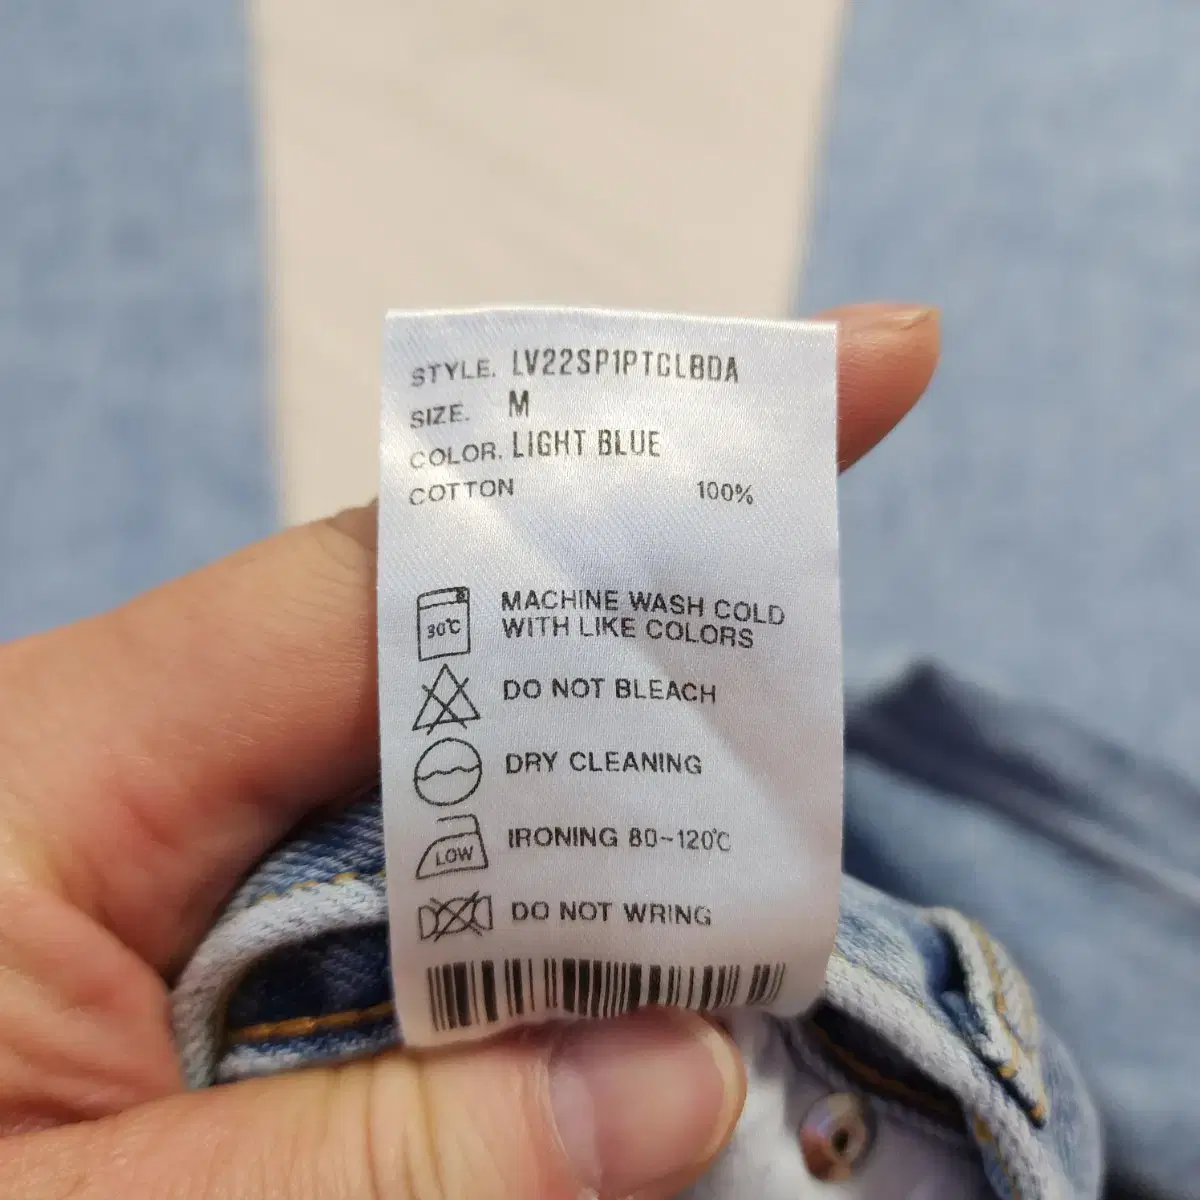 STYLE. LV22SP1PTCLBDA
SIZE. M
COLOR. LIGHT BLUE
COTTON 100%
30℃ MACHINE WASH COLD
WITH LIKE COLORS
DO NOT BLEACH
DRY CLEANING
LOW IRONING 80~120℃
DO NOT WRING